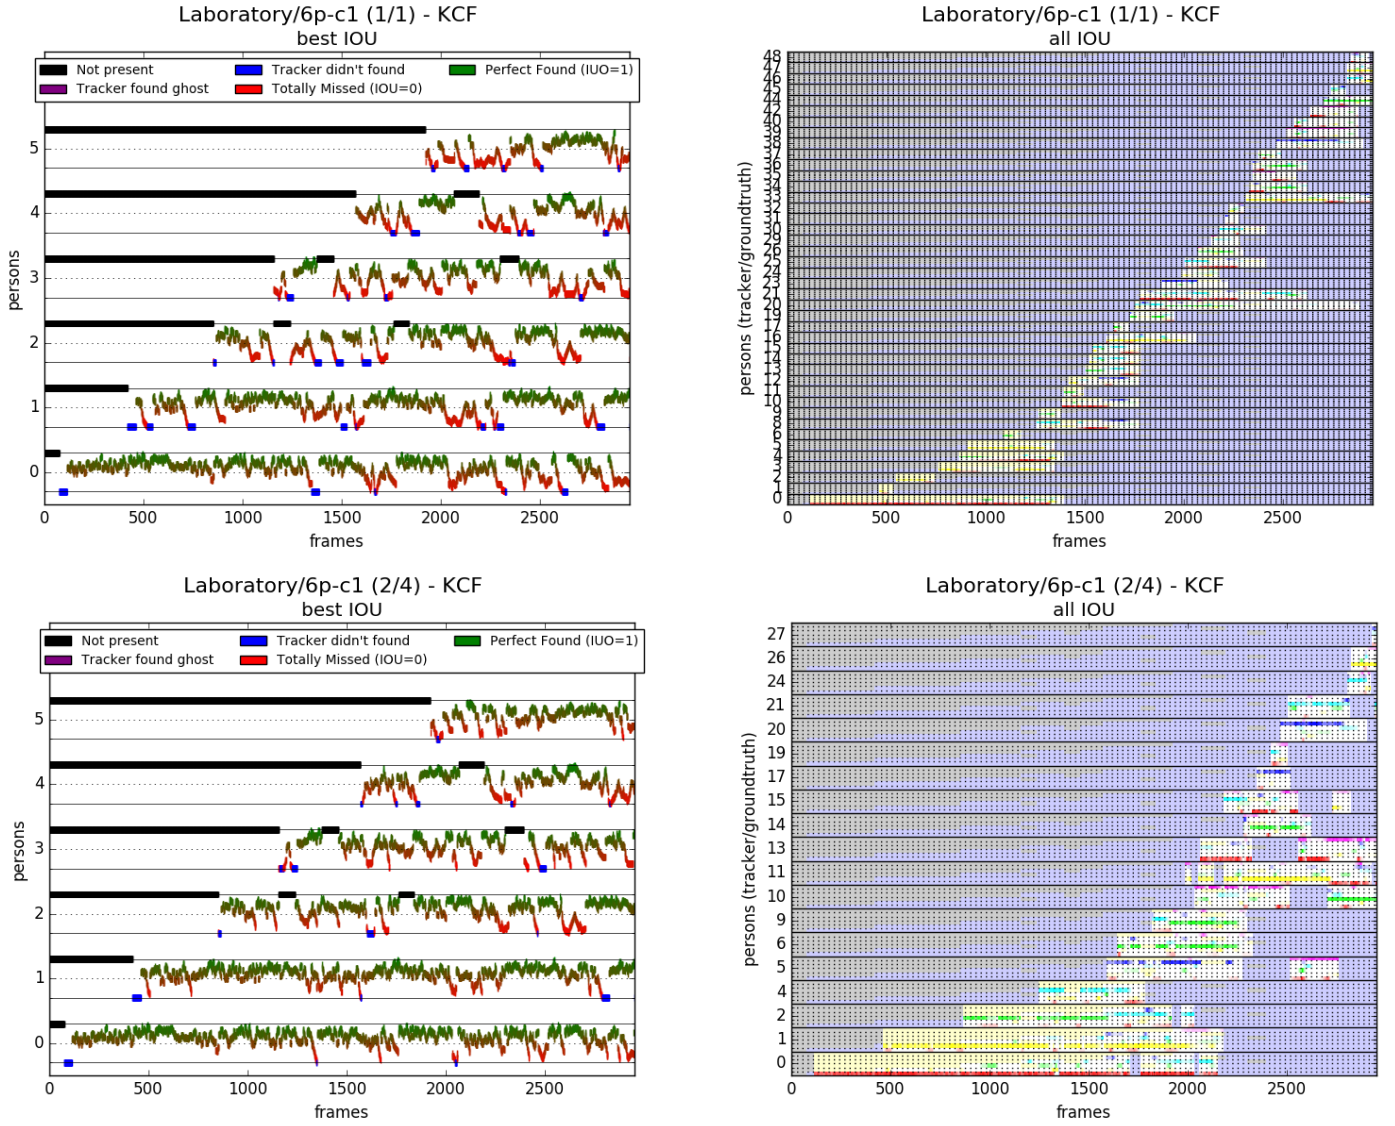 Laboratory/6p-c1 (1/1) - KCF
best IOU
Not present
Tracker didn't found
Perfect Found (IUO=1)
Tracker found ghost
Totally Missed (IOU=0)
persons
5
4
3
2
1
0
0 500 1000 1500 2000 2500
frames
Laboratory/6p-c1 (1/1) - KCF
all IOU
persons (tracker/groundtruth)
48
47
46
45
44
40
39
38
37
36
35
34
33
32
31
30
29
26
25
24
23
21
20
19
17
16
15
14
13
12
11
10
9
8
7
6
5
4
3
2
1
0
0 500 1000 1500 2000 2500
frames
Laboratory/6p-c1 (2/4) - KCF
best IOU
Not present
Tracker didn't found
Perfect Found (IUO=1)
Tracker found ghost
Totally Missed (IOU=0)
persons
5
4
3
2
1
0
0 500 1000 1500 2000 2500
frames
Laboratory/6p-c1 (2/4) - KCF
all IOU
persons (tracker/groundtruth)
27
26
24
21
20
19
17
15
14
13
11
10
9
6
5
4
2
1
0
0 500 1000 1500 2000 2500
frames